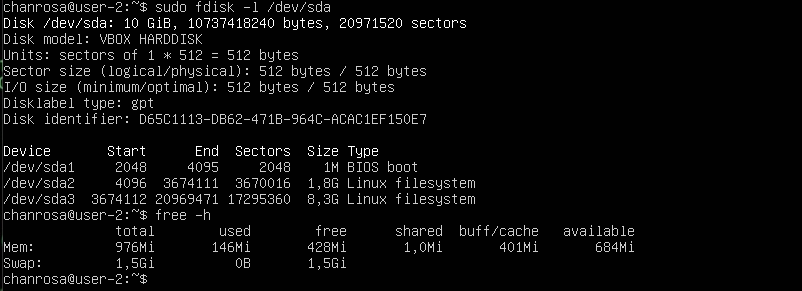 chanrosa@user-2:~$ sudo fdisk -l /dev/sda
Disk /dev/sda: 10 GiB, 10737418240 bytes, 20971520 sectors
Disk model: VBOX HARDDISK
Units: sectors of 1 * 512 = 512 bytes
Sector size (logical/physical): 512 bytes / 512 bytes
I/O size (minimum/optimal): 512 bytes / 512 bytes
Disklabel type: gpt
Disk identifier: D65C1113-DB62-471B-964C-ACAC1EF150E7

Device       Start      End  Sectors  Size Type
/dev/sda1     2048     4095     2048    1M BIOS boot
/dev/sda2     4096  3674111  3670016  1,8G Linux filesystem
/dev/sda3  3674112 20969471 17295360  8,3G Linux filesystem
chanrosa@user-2:~$ free -h
              total        used        free      shared  buff/cache   available
Mem:          976Mi       146Mi       428Mi       1,0Mi       401Mi       684Mi
Swap:         1,5Gi          0B       1,5Gi
chanrosa@user-2:~$